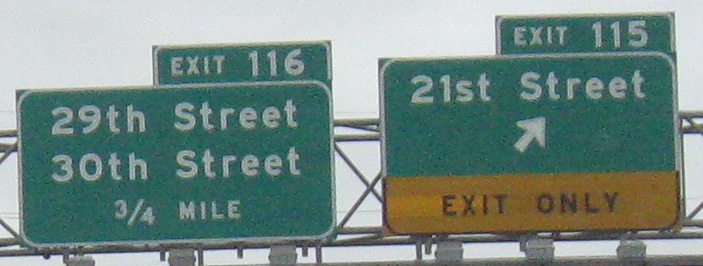 EXIT 116
29th Street
30th Street
3/4 MILE
EXIT 115
21st Street
EXIT ONLY